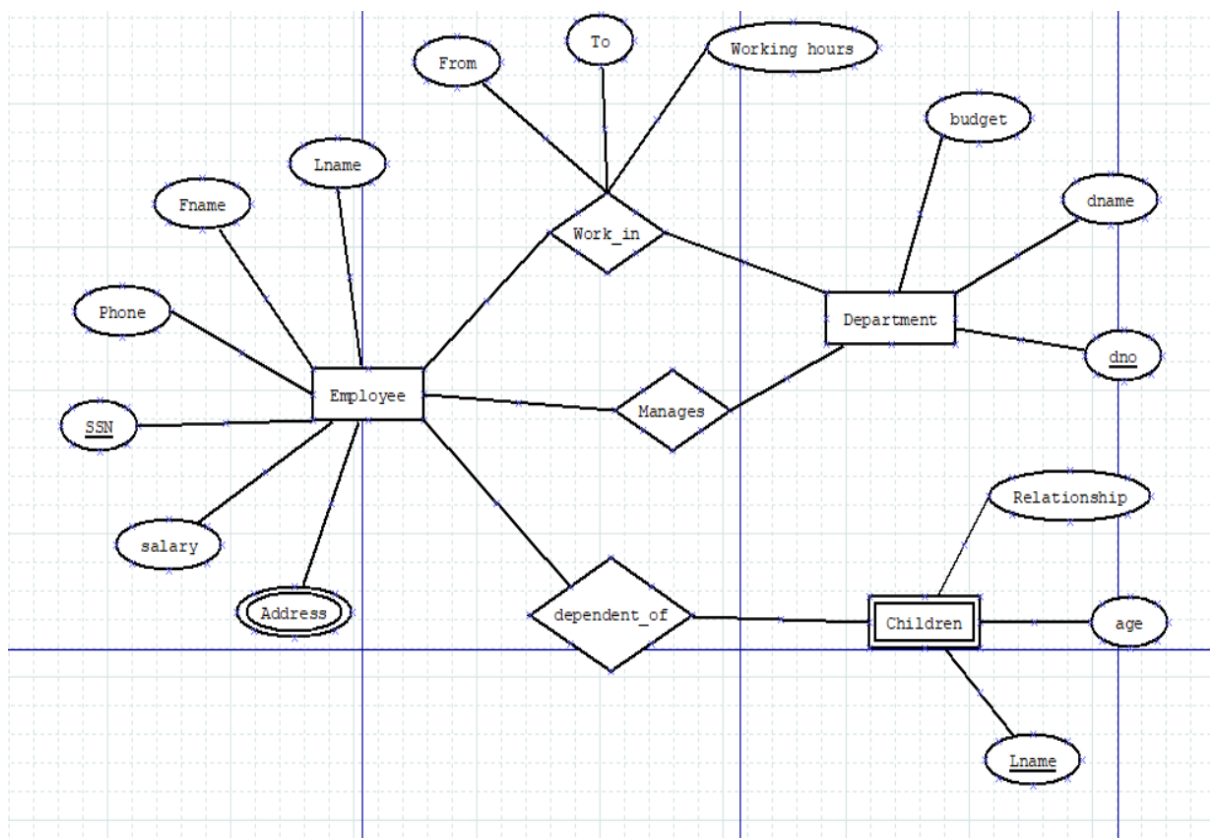 To
Working hours
From
budget
Lname
dname
Fname
Work_in
Phone
Department
dno
Employee
Manages
SSN
Relationship
salary
Address
dependent_of
Children
age
Lname